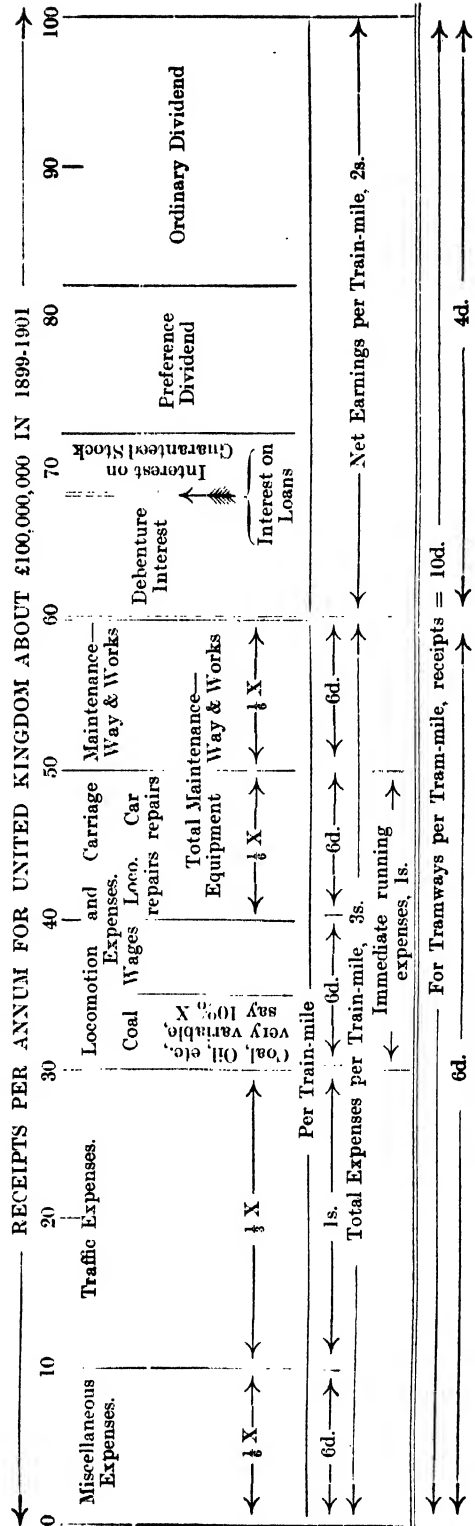 RECEIPTS PER ANNUM FOR UNITED KINGDOM ABOUT £100,000,000 IN 1899-1901
0 10 20 30 40 50 60 70 80 90 100
Miscellaneous Expenses.
Traffic Expenses.
Locomotion and Carriage Expenses.
Coal Wages Loco. repairs Car repairs
Coal, Oil, etc., very variable, say 10% X
Maintenance— Way & Works
Total Maintenance— Equipment Way & Works
Debenture Interest
Interest on Guaranteed Stock
Interest on Loans
Preference Dividend
Ordinary Dividend
⅙ X ⅓ X ⅙ X ⅙ X
Per Train-mile
6d. 1s. 6d. 6d. 6d.
Total Expenses per Train-mile, 3s.
Net Earnings per Train-mile, 2s.
Immediate running expenses, 1s.
For Tramways per Tram-mile, receipts = 10d.
6d. 4d.